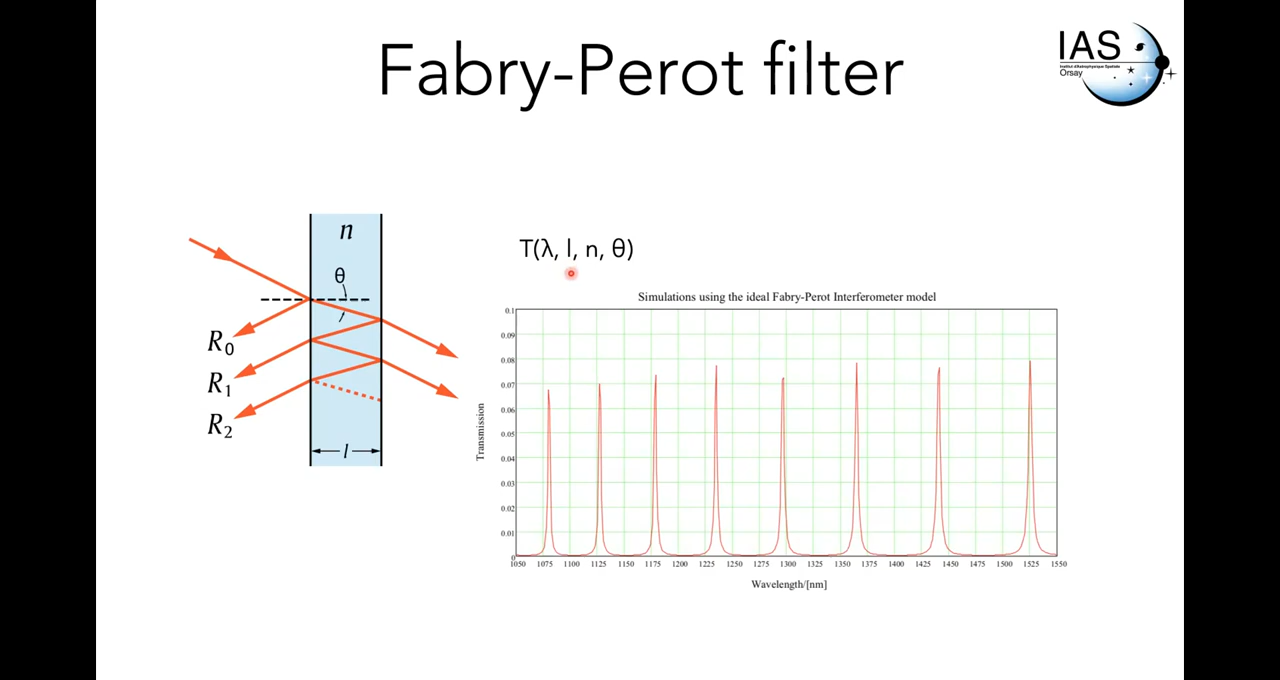 Fabry-Perot filter
IAS
Institut d'Astrophysique Spatiale
Orsay
n
θ
R0
R1
R2
l
T(λ, l, n, θ)
Simulations using the ideal Fabry-Perot Interferometer model
0.1
0.09
0.08
0.07
0.06
0.05
0.04
0.03
0.02
0.01
0
Transmission
1050 1075 1100 1125 1150 1175 1200 1225 1250 1275 1300 1325 1350 1375 1400 1425 1450 1475 1500 1525 1550
Wavelength/[nm]